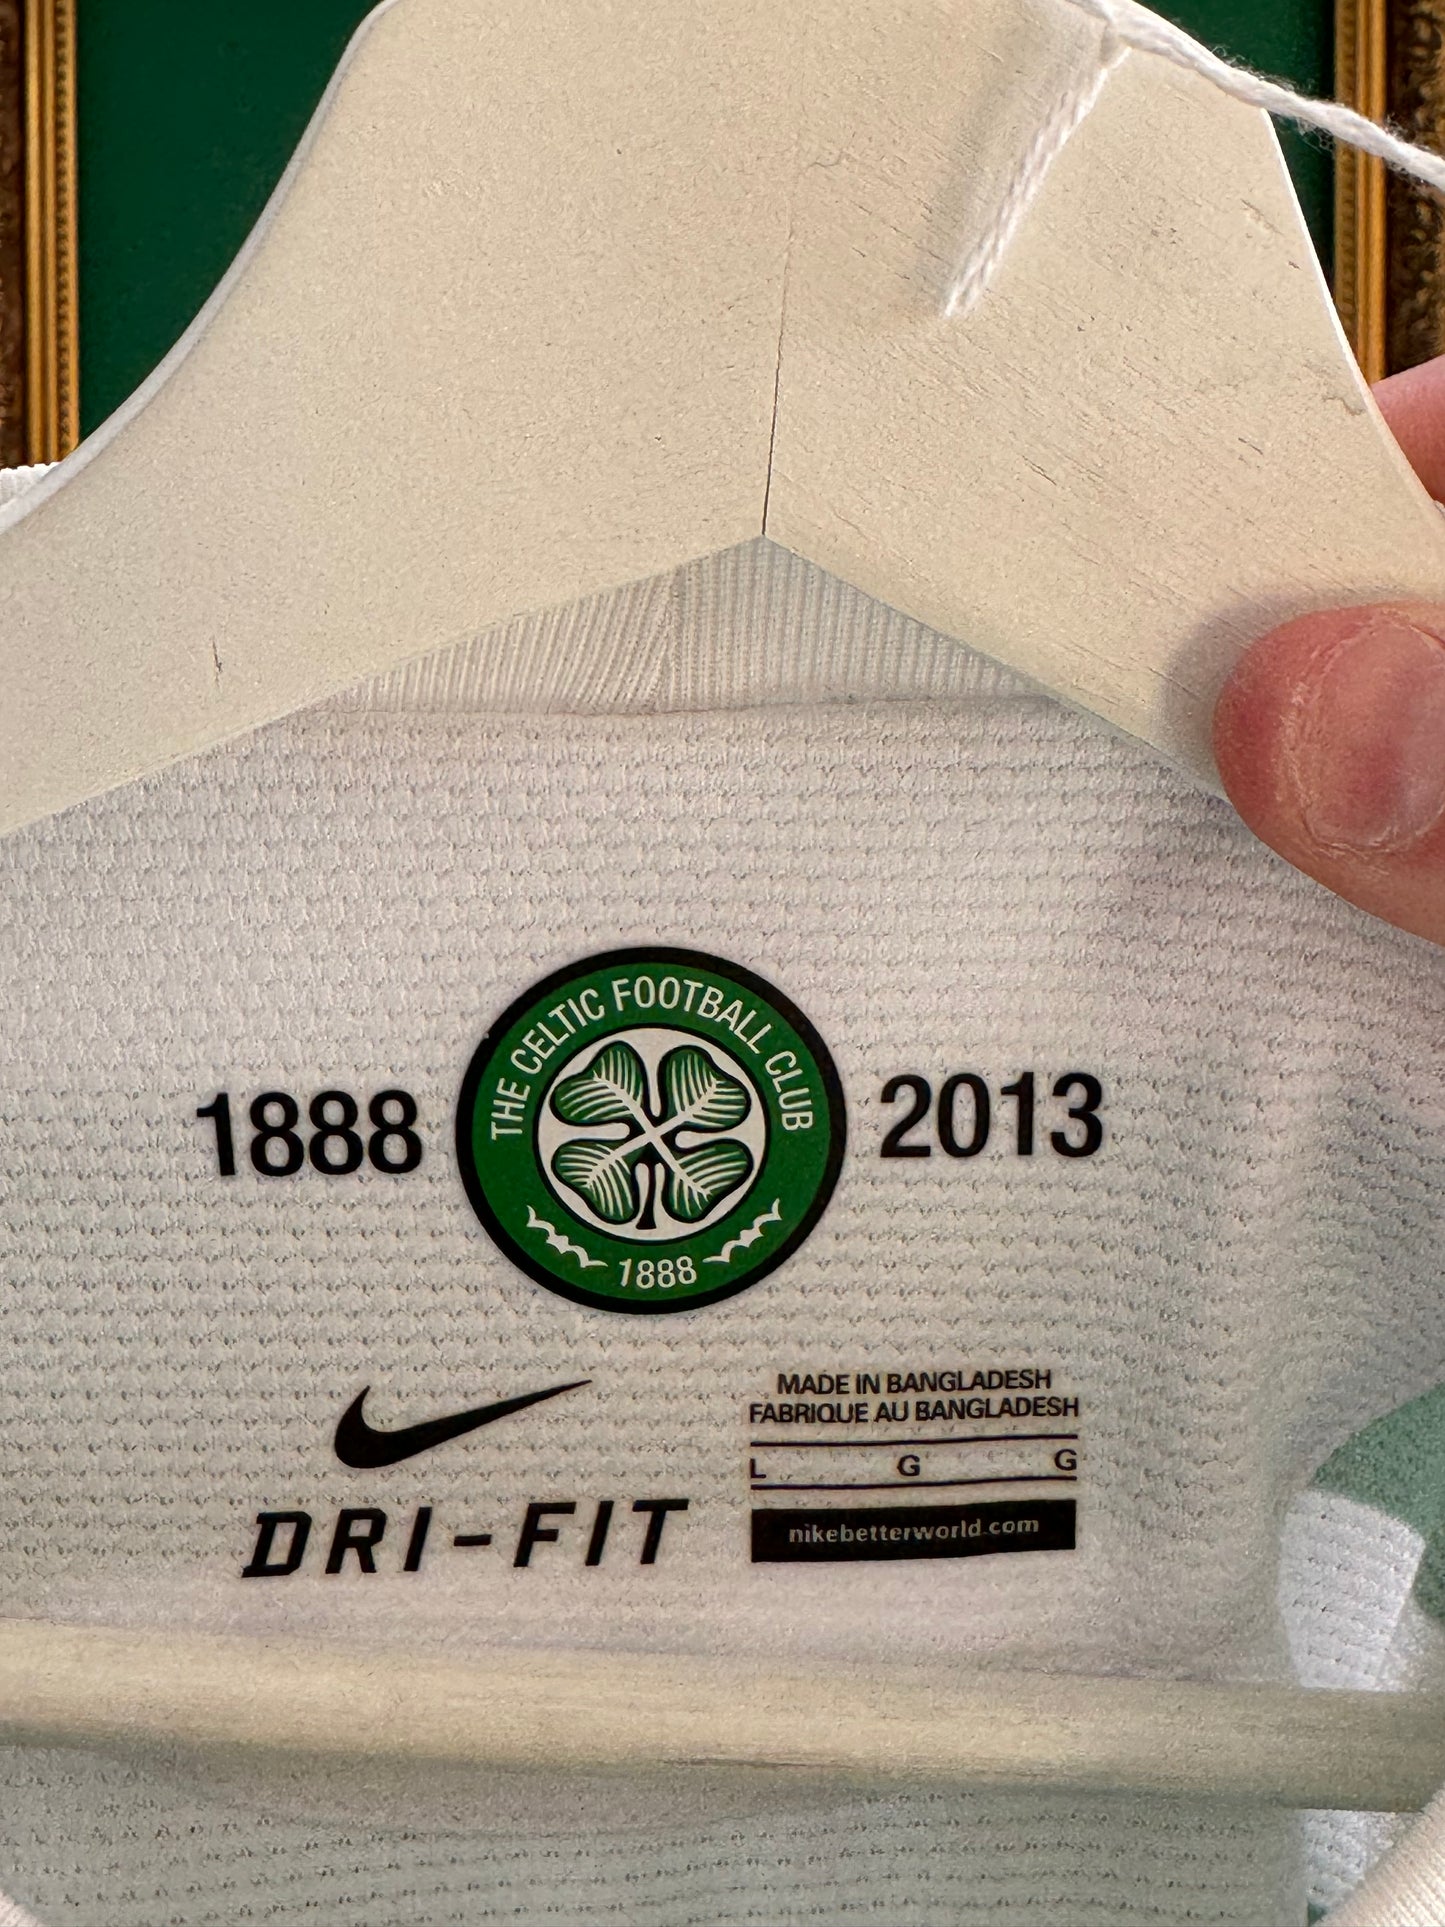 THE CELTIC FOOTBALL CLUB
1888
1888 2013
MADE IN BANGLADESH
FABRIQUE AU BANGLADESH
L G G
DRI-FIT
nikebetterworld.com